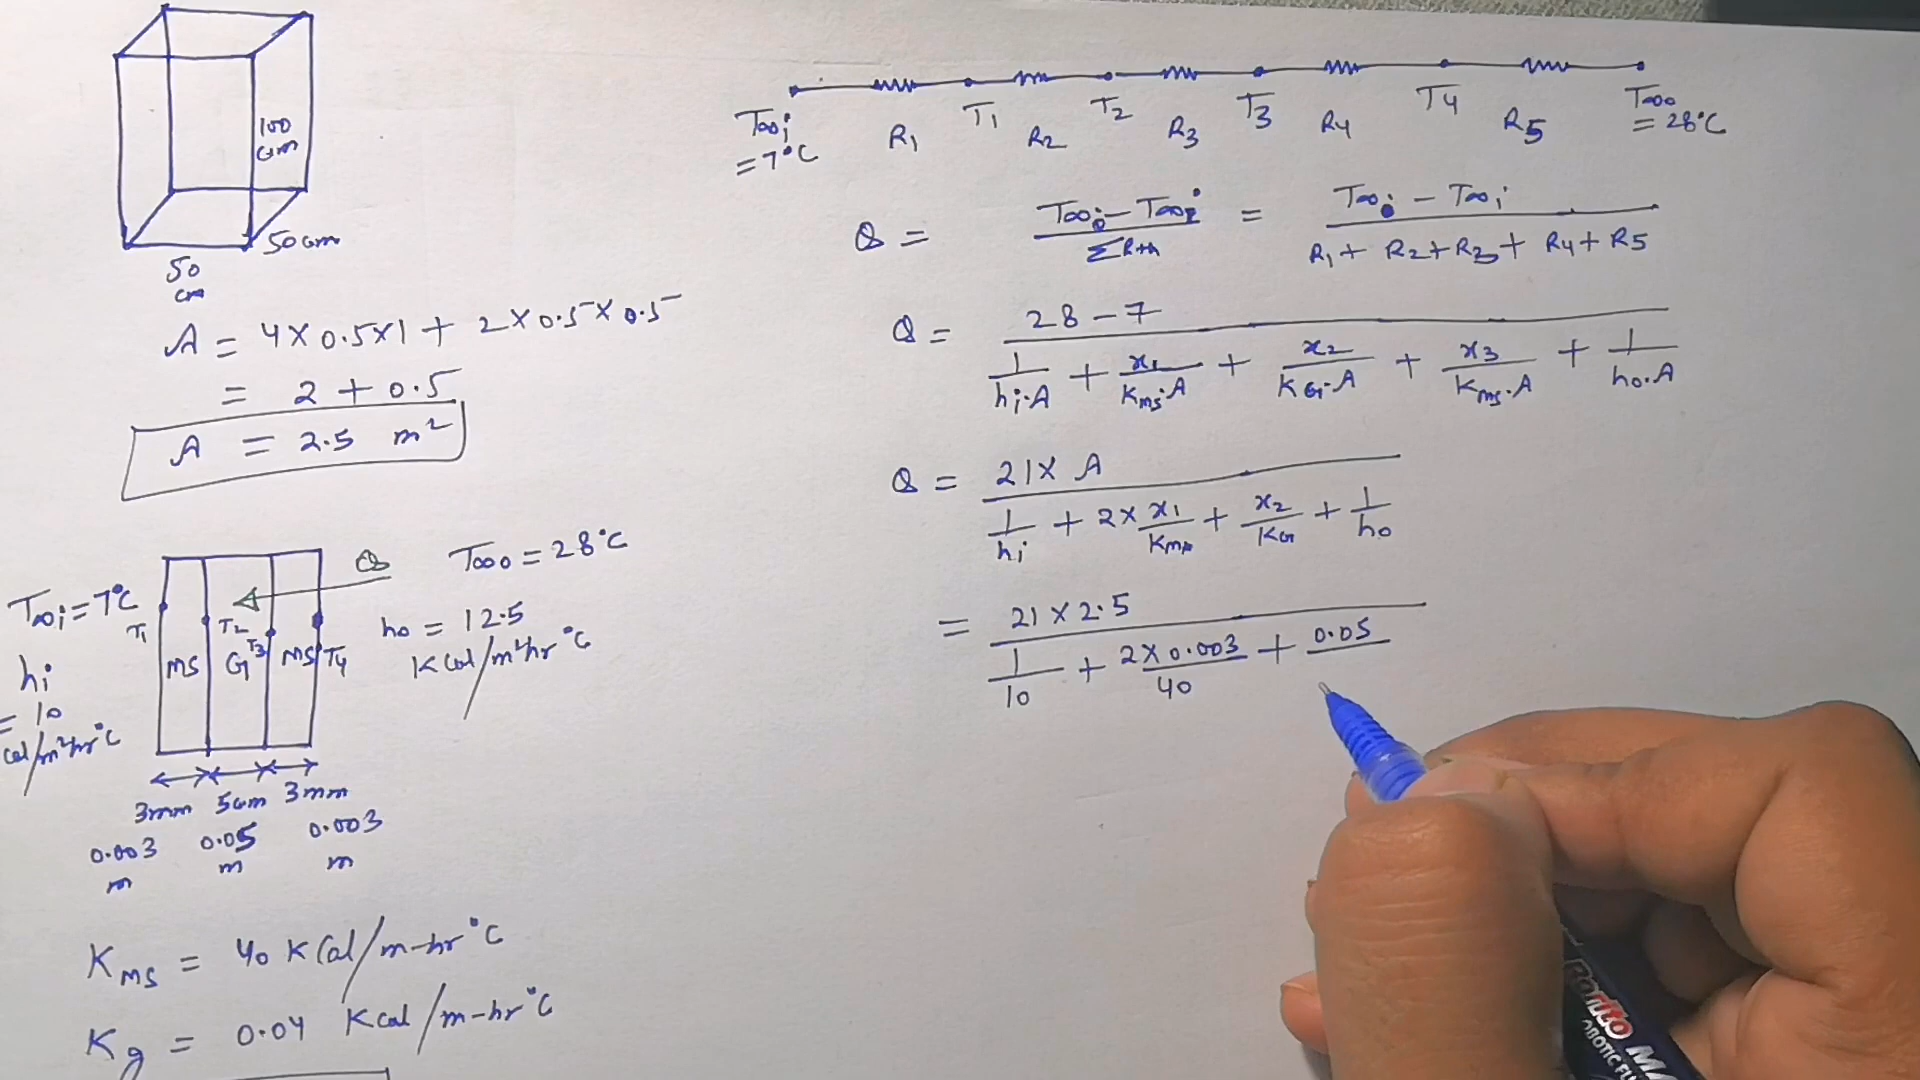 100
cm
50cm
50
cm
A = 4×0.5×1 + 2×0.5×0.5
= 2 + 0.5
A = 2.5 m²
T∞i = 7°C
T1
hi
= 10
cal/m²hr°C
MS
T2
G
T3
MS
T4
Q
T∞o = 28°C
ho = 12.5
Kcal/m²hr°C
3mm 5cm 3mm
0.003 0.05 0.003
m m m
KMS = 40 KCal/m-hr°C
Kg = 0.04 Kcal/m-hr°C
T∞i
= 7°C
R1 T1 R2 T2 R3 T3 R4 T4 R5
T∞o
= 28°C
Q = T∞o - T∞i / ΣRth = T∞o - T∞i / R1 + R2 + R3 + R4 + R5
Q = 28 - 7 / 1/hi·A + x1/Kms·A + x2/KG·A + x3/Kms·A + 1/ho·A
Q = 21 × A / 1/hi + 2 × x1/Kms + x2/KG + 1/ho
= 21 × 2.5 / 1/10 + 2×0.003/40 + 0.05
Rorito